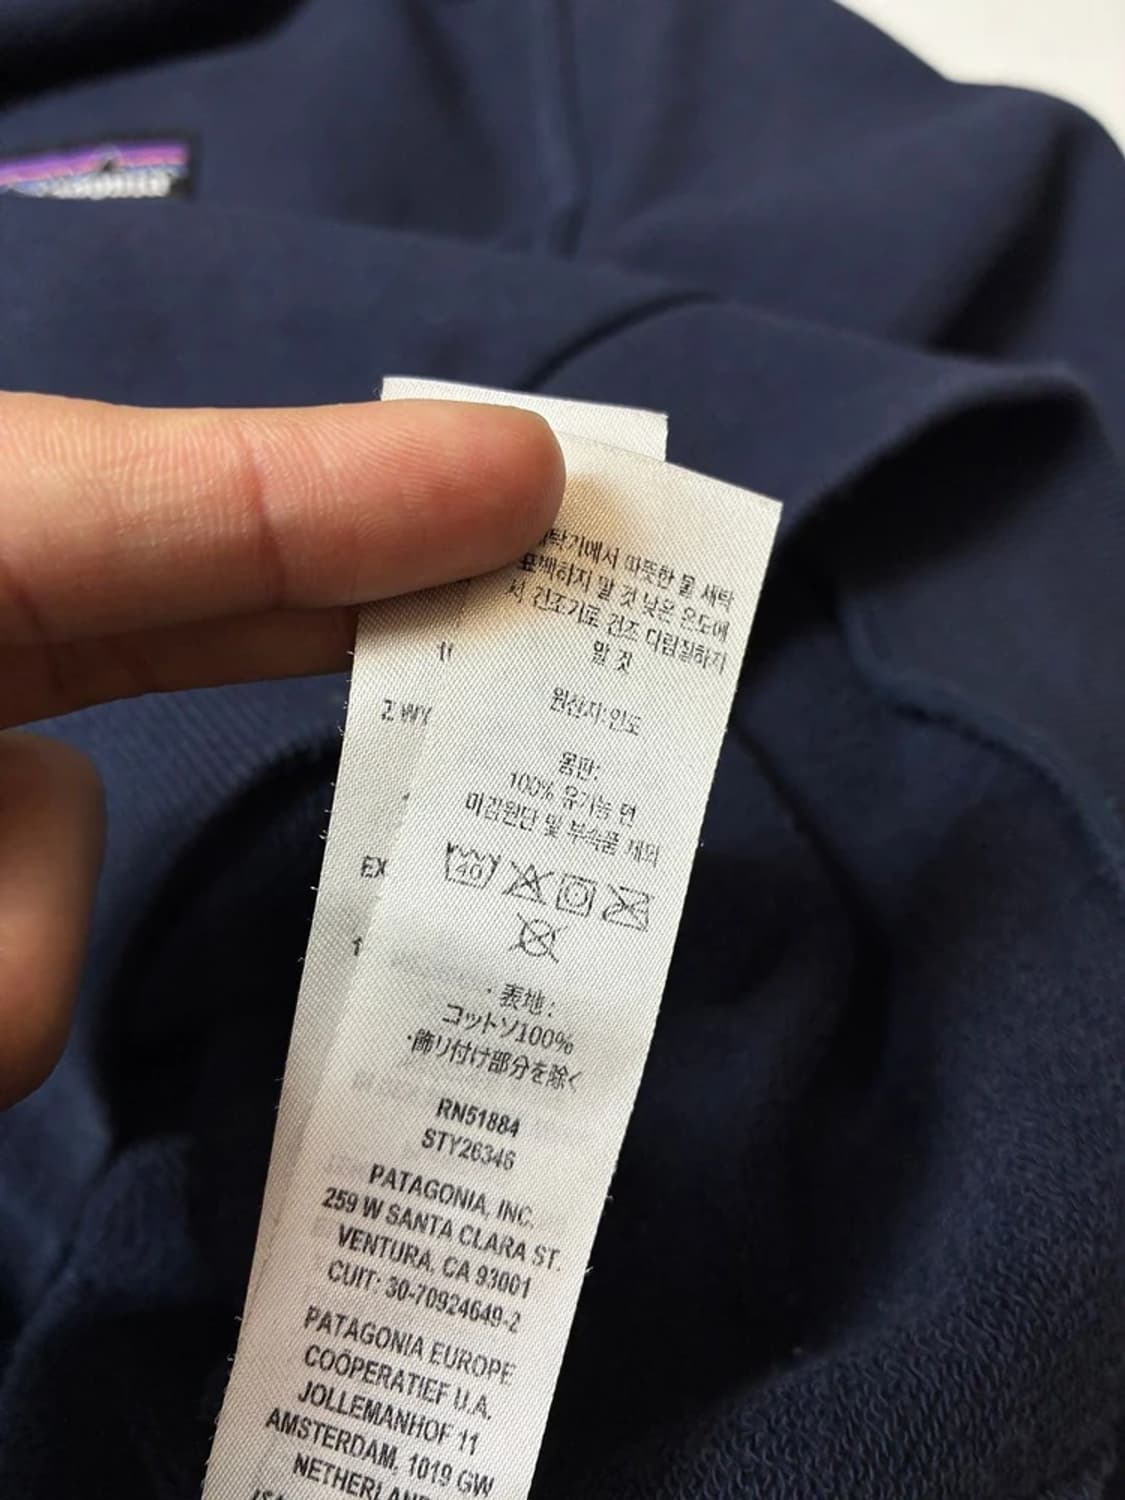 세탁기에서 따뜻한 물 세탁
표백하지 말 것 낮은 온도에
서 건조기로 건조 다림질하지
말 것
원산지: 인도
몸판:
100% 유기농 면
마감원단 및 부속품 제외
40
・表地:
コットン100%
・飾り付け部分を除く
RN51884
STY26346
PATAGONIA, INC.
259 W SANTA CLARA ST.
VENTURA, CA 93001
CUIT: 30-70924649-2
PATAGONIA EUROPE
COÖPERATIEF U.A.
JOLLEMANHOF 11
AMSTERDAM, 1019 GW
EX